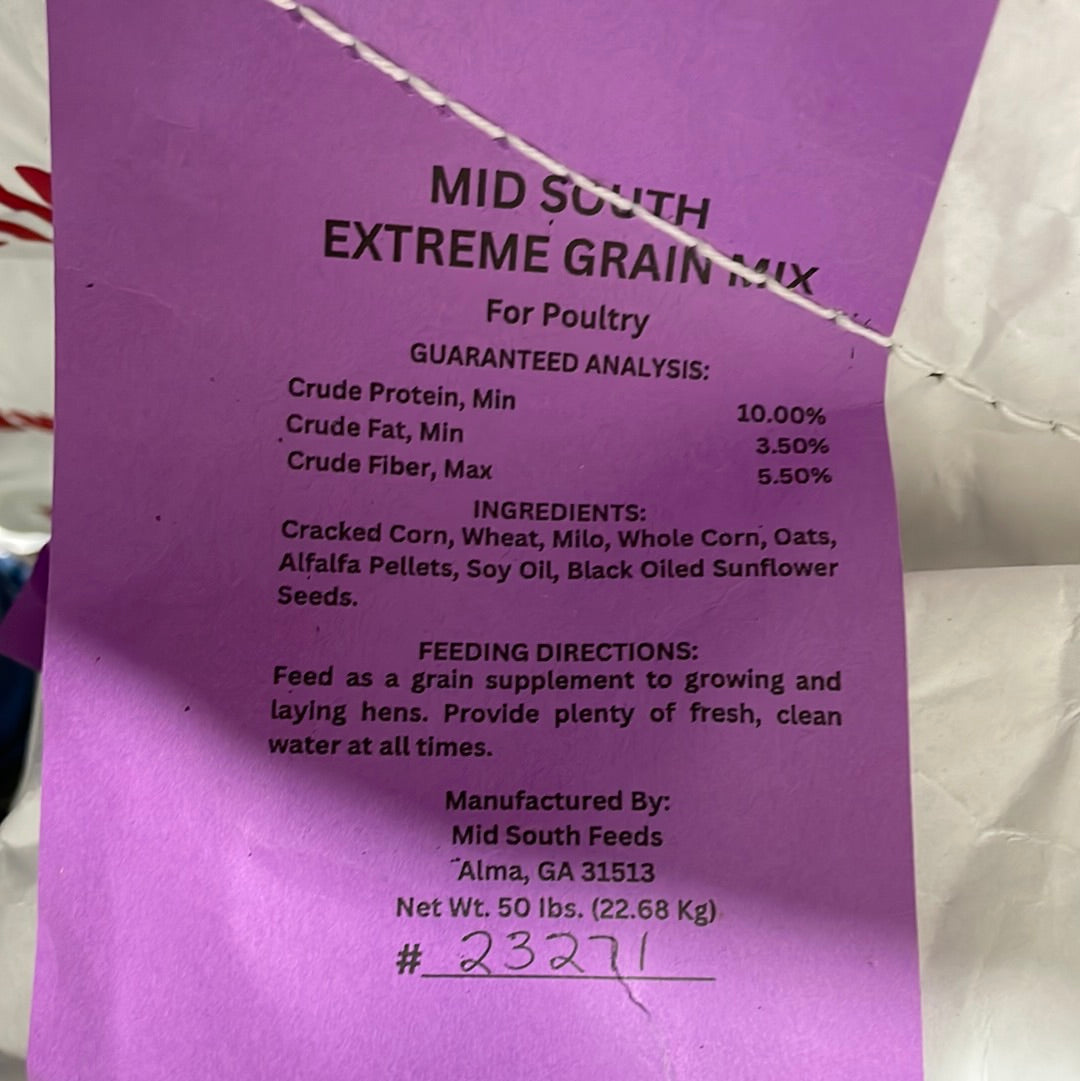 MID SOUTH
EXTREME GRAIN MIX
For Poultry
GUARANTEED ANALYSIS:
Crude Protein, Min 10.00%
Crude Fat, Min 3.50%
Crude Fiber, Max 5.50%
INGREDIENTS:
Cracked Corn, Wheat, Milo, Whole Corn, Oats,
Alfalfa Pellets, Soy Oil, Black Oiled Sunflower
Seeds.
FEEDING DIRECTIONS:
Feed as a grain supplement to growing and
laying hens. Provide plenty of fresh, clean
water at all times.
Manufactured By:
Mid South Feeds
Alma, GA 31513
Net Wt. 50 lbs. (22.68 Kg)
# 23271